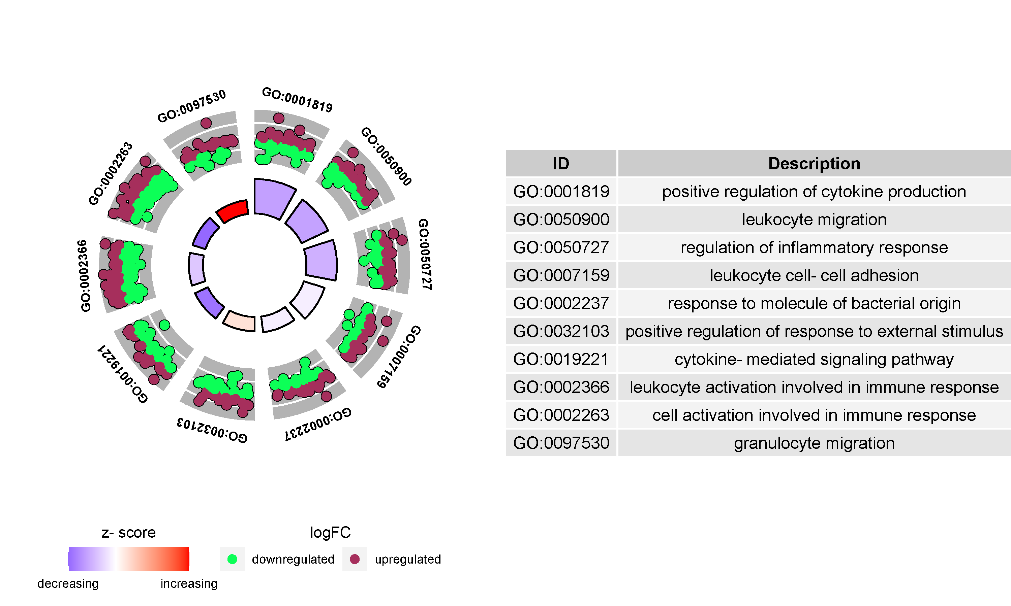 GO:0001819
GO:0050900
GO:0050727
GO:0007159
GO:0002237
GO:0032103
GO:0019221
GO:0002366
GO:0002263
GO:0097530
ID Description
GO:0001819 positive regulation of cytokine production
GO:0050900 leukocyte migration
GO:0050727 regulation of inflammatory response
GO:0007159 leukocyte cell- cell adhesion
GO:0002237 response to molecule of bacterial origin
GO:0032103 positive regulation of response to external stimulus
GO:0019221 cytokine- mediated signaling pathway
GO:0002366 leukocyte activation involved in immune response
GO:0002263 cell activation involved in immune response
GO:0097530 granulocyte migration
z- score
decreasing increasing
logFC
downregulated upregulated